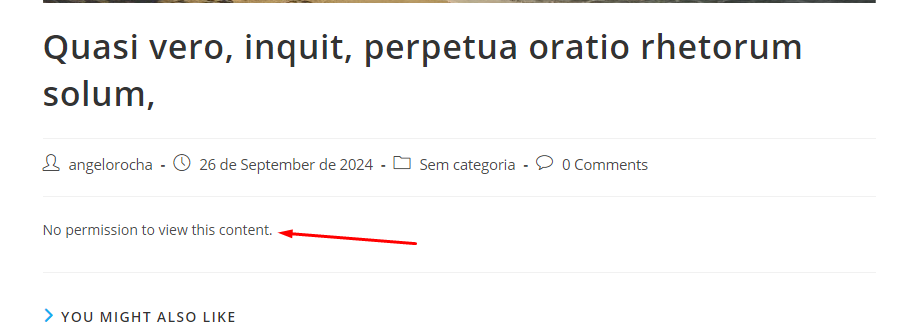 Quasi vero, inquit, perpetua oratio rhetorum
solum,
angelorocha - 26 de September de 2024 - Sem categoria - 0 Comments
No permission to view this content.
YOU MIGHT ALSO LIKE